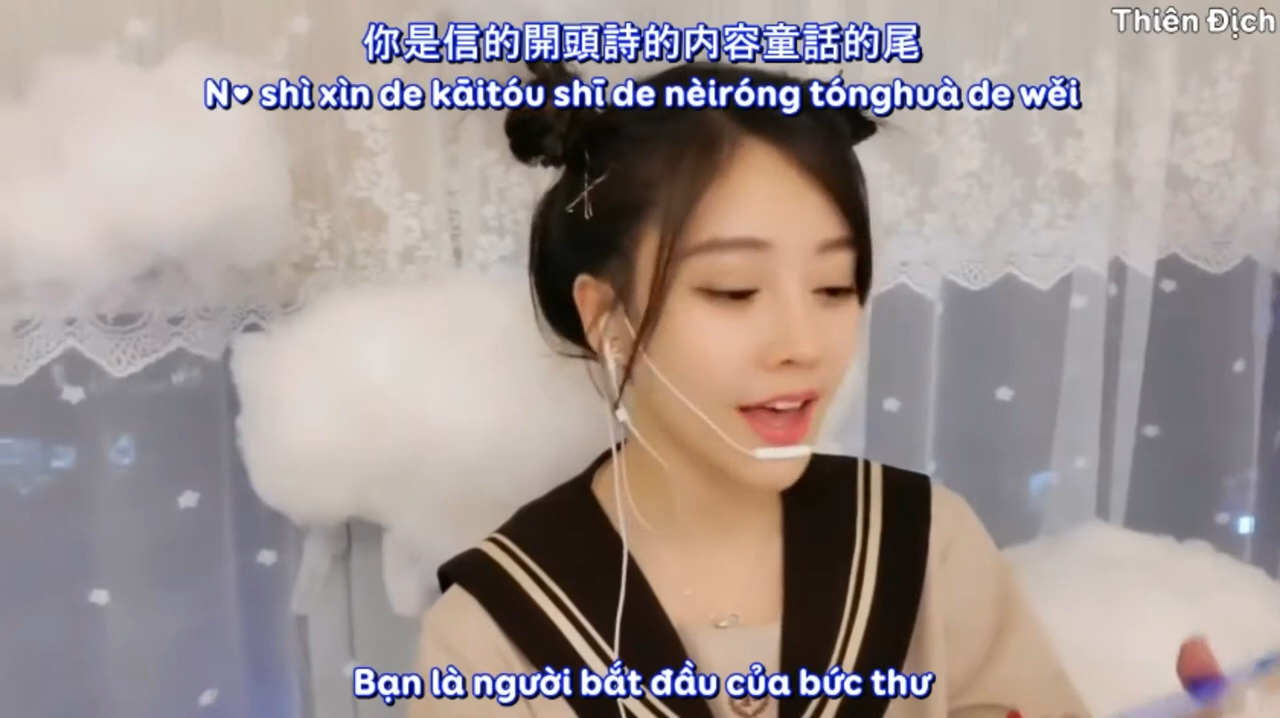 Thiên Địch
你是信的開頭詩的内容童話的尾
N♥ shì xìn de kāitóu shī de nèiróng tónghuà de wěi
Bạn là người bắt đầu của bức thư